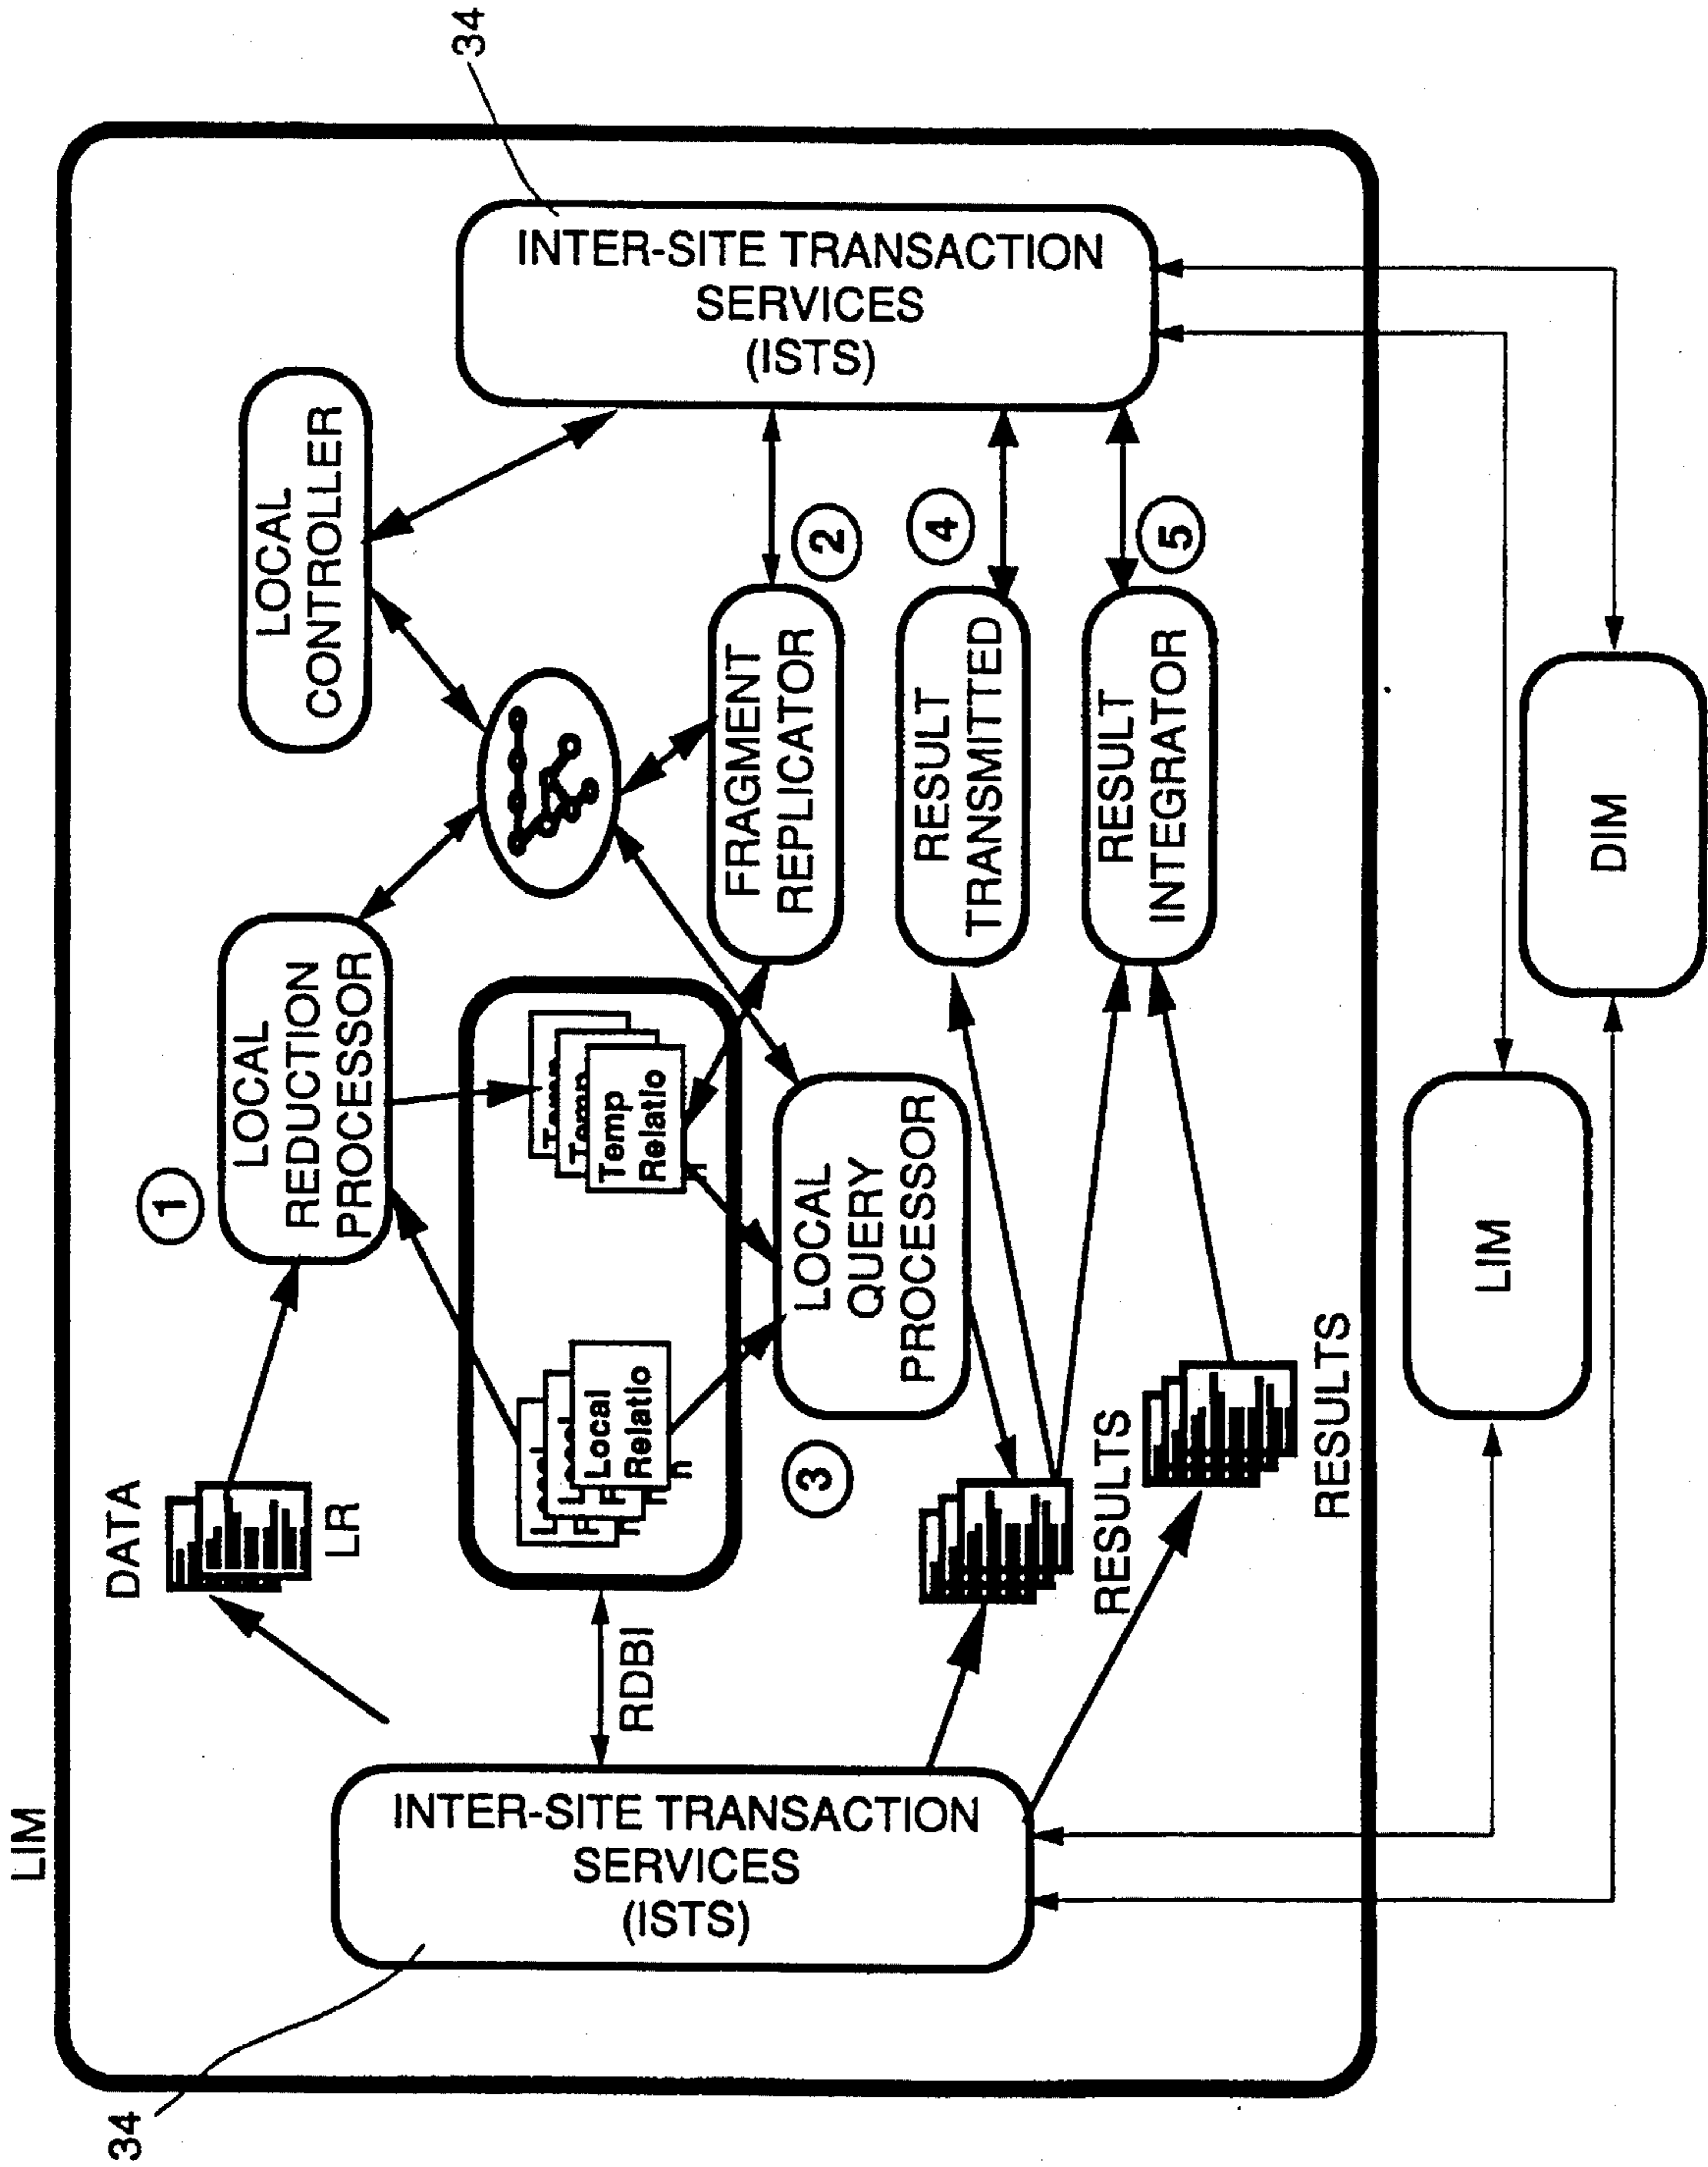 LIM
34
34
DATA
LR
1
LOCAL
REDUCTION
PROCESSOR
LOCAL
CONTROLLER
INTER-SITE TRANSACTION
SERVICES
(ISTS)
RDBI
Local
Relatio
n
Temp
Temp
Temp
Relatio
n
INTER-SITE TRANSACTION
SERVICES
(ISTS)
3
LOCAL
QUERY
PROCESSOR
FRAGMENT
REPLICATOR
2
RESULT
TRANSMITTED
4
RESULT
INTEGRATOR
5
RESULTS
RESULTS
LIM
DIM